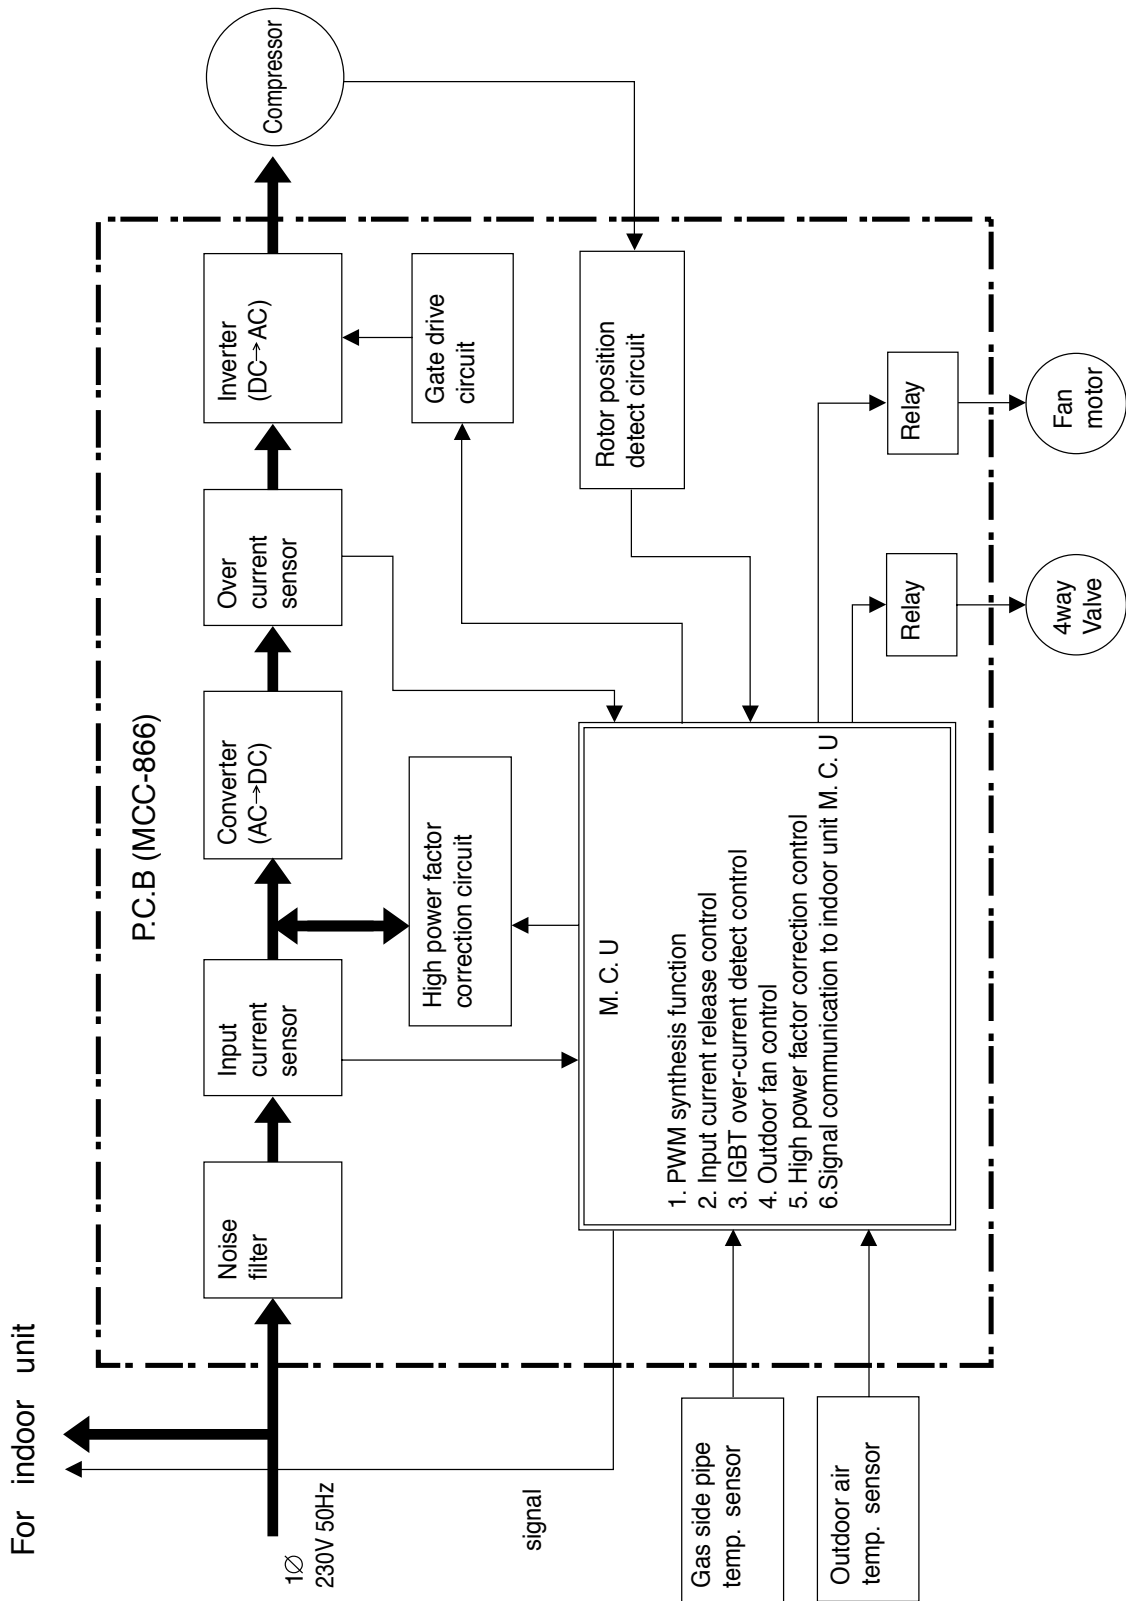 For indoor unit
1∅
230V 50Hz
signal
P.C.B (MCC-866)
Noise
filter
Input
current
sensor
Converter
(AC→DC)
Over
current
sensor
Inverter
(DC→AC)
Compressor
High power factor
correction circuit
Gate drive
circuit
Rotor position
detect circuit
M. C. U
1. PWM synthesis function
2. Input current release control
3. IGBT over-current detect control
4. Outdoor fan control
5. High power factor correction control
6.Signal communication to indoor unit M. C. U
Gas side pipe
temp. sensor
Outdoor air
temp. sensor
Relay
4way
Valve
Relay
Fan
motor